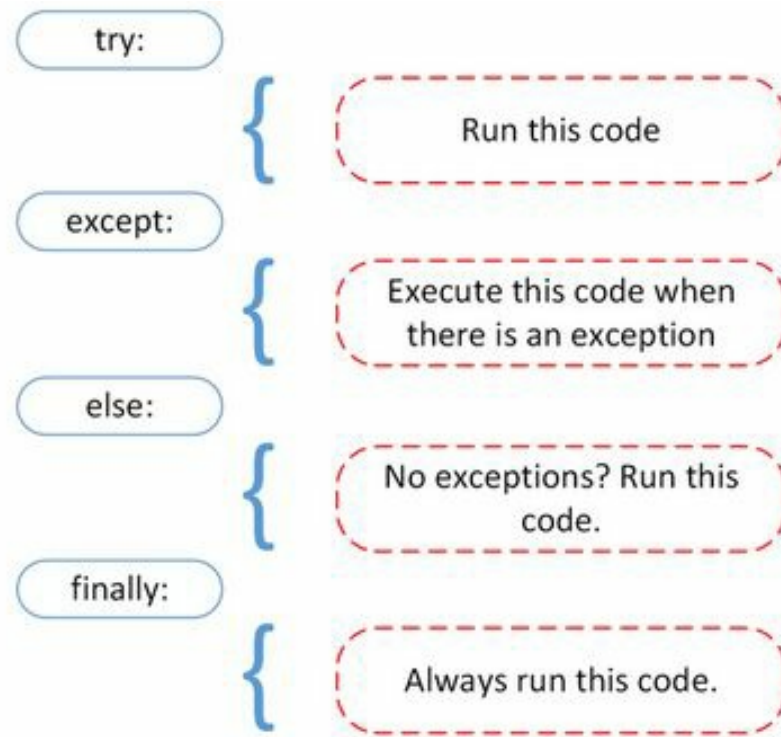 try:
Run this code
except:
Execute this code when
there is an exception
else:
No exceptions? Run this
code.
finally:
Always run this code.